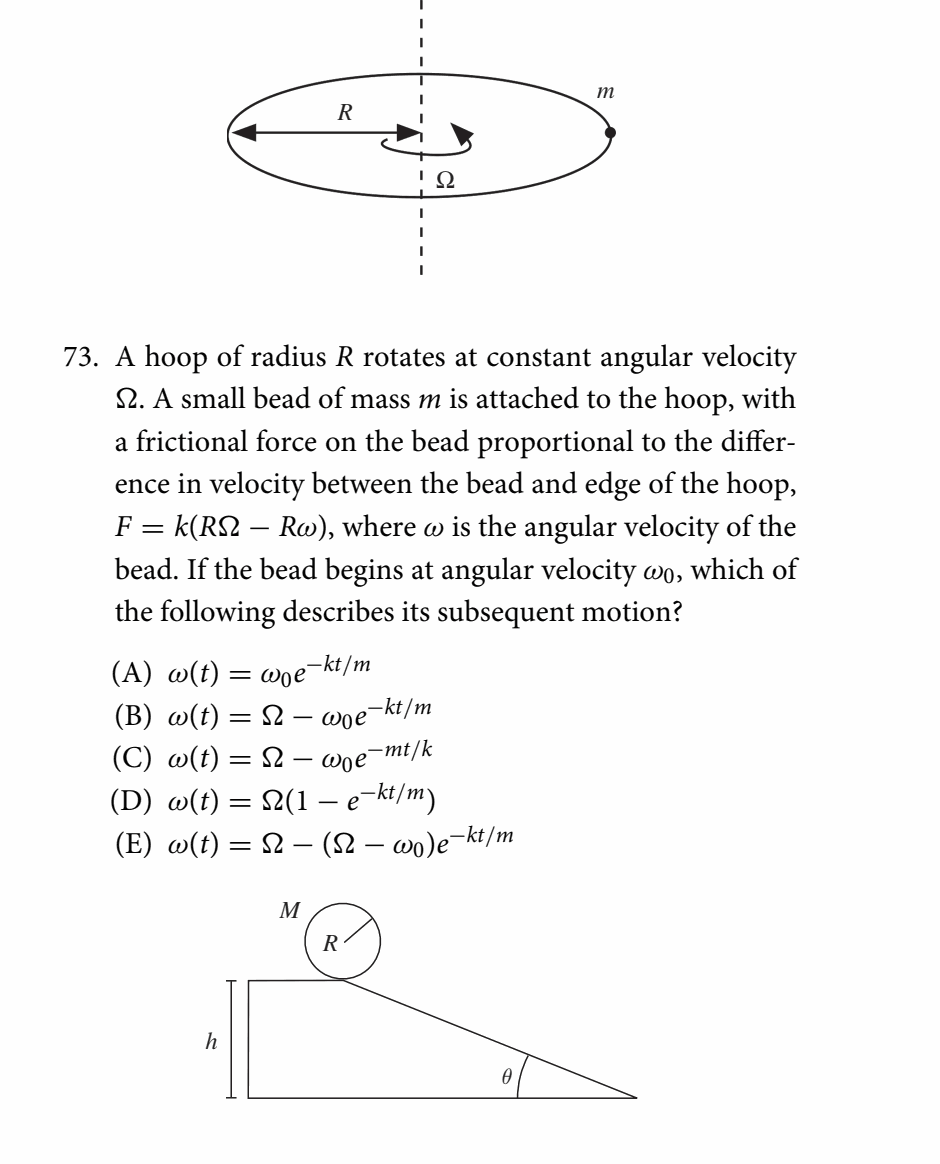 m
R
Ω
73. A hoop of radius R rotates at constant angular velocity
Ω. A small bead of mass m is attached to the hoop, with
a frictional force on the bead proportional to the differ-
ence in velocity between the bead and edge of the hoop,
F = k(RΩ − Rω), where ω is the angular velocity of the
bead. If the bead begins at angular velocity ω₀, which of
the following describes its subsequent motion?
(A) ω(t) = ω₀e^{−kt/m}
(B) ω(t) = Ω − ω₀e^{−kt/m}
(C) ω(t) = Ω − ω₀e^{−mt/k}
(D) ω(t) = Ω(1 − e^{−kt/m})
(E) ω(t) = Ω − (Ω − ω₀)e^{−kt/m}
M
R
h
θ